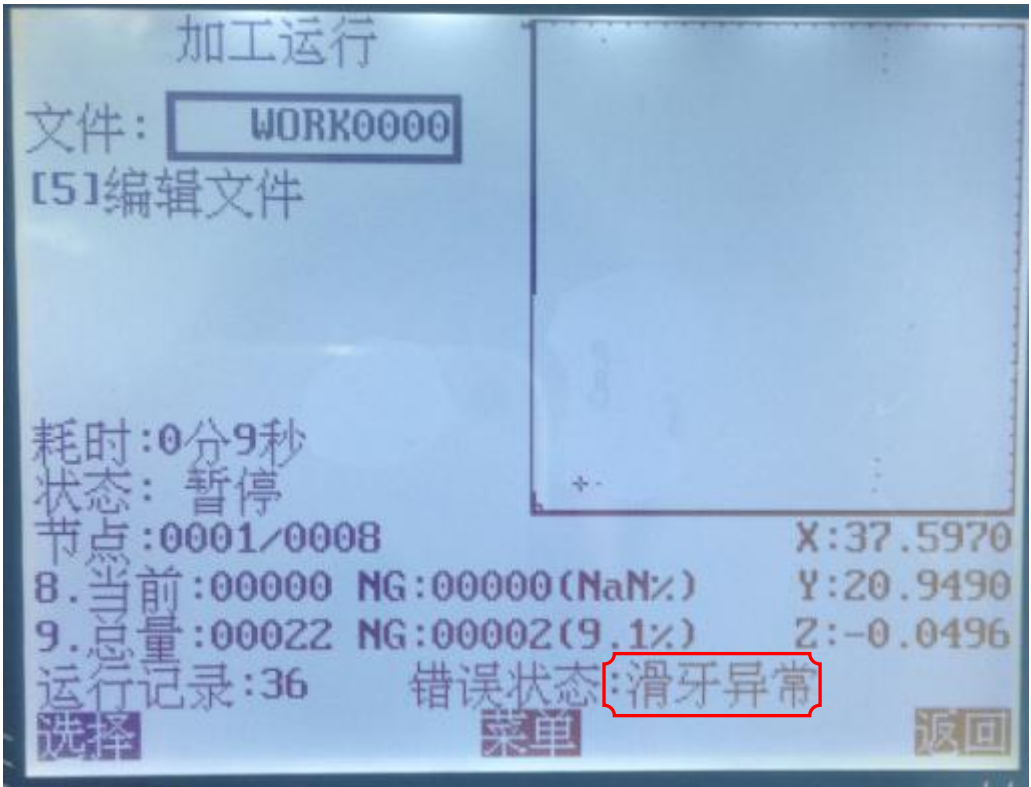 加工运行
文件: WORK0000
[5]编辑文件
耗时:0分9秒
状态: 暂停
节点:0001/0008 X:37.5970
8.当前:00000 NG:00000(NaN%) Y:20.9490
9.总量:00022 NG:00002(9.1%) Z:-0.0496
运行记录:36 错误状态:滑牙异常
选择 菜单 返回